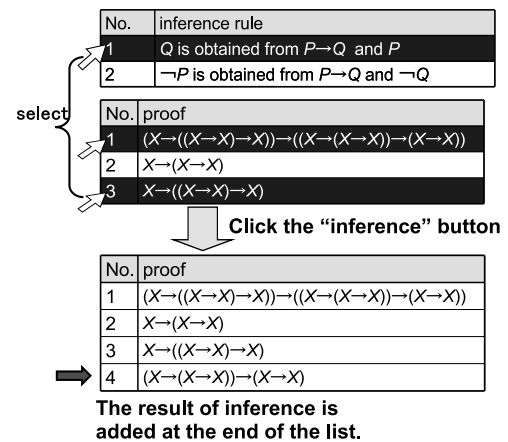 No. inference rule
1 Q is obtained from P→Q and P
2 ¬P is obtained from P→Q and ¬Q
select
No. proof
1 (X→((X→X)→X))→((X→(X→X))→(X→X))
2 X→(X→X)
3 X→((X→X)→X)
Click the “inference” button
No. proof
1 (X→((X→X)→X))→((X→(X→X))→(X→X))
2 X→(X→X)
3 X→((X→X)→X)
4 (X→(X→X))→(X→X)
The result of inference is
added at the end of the list.